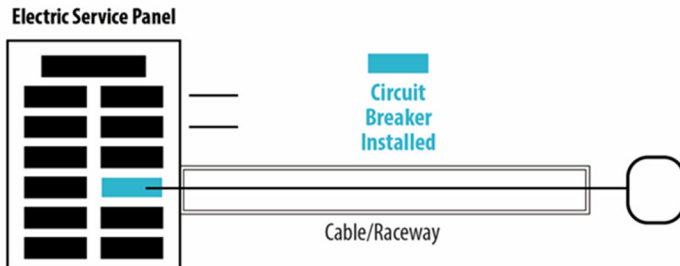 Electric Service Panel
Circuit
Breaker
Installed
Cable/Raceway